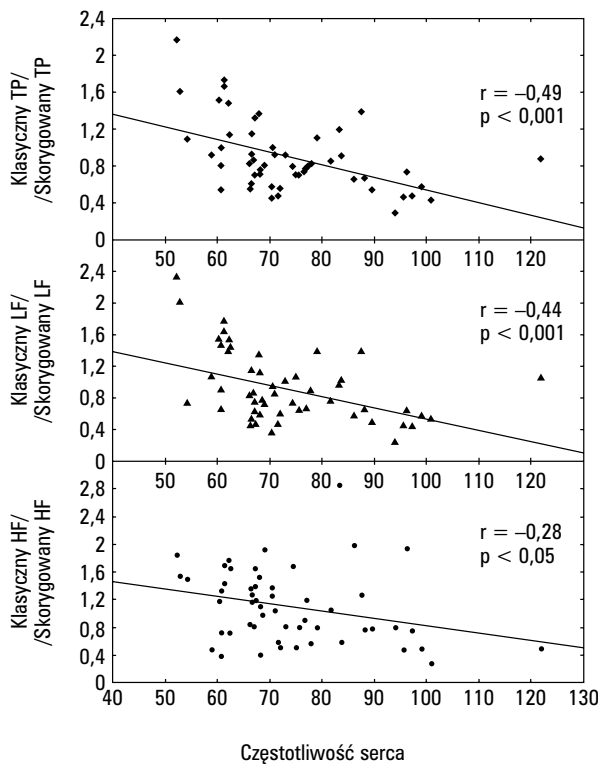 2,4
2
1,6
1,2
0,8
0,4
0
Klasyczny TP/
/Skorygowany TP
r = –0,49
p < 0,001
50 60 70 80 90 100 110 120
2,4
2
1,6
1,2
0,8
0,4
0
Klasyczny LF/
/Skorygowany LF
r = –0,44
p < 0,001
50 60 70 80 90 100 110 120
2,8
2,4
2
1,6
1,2
0,8
0,4
0
Klasyczny HF/
/Skorygowany HF
r = –0,28
p < 0,05
40 50 60 70 80 90 100 110 120 130
Częstotliwość serca